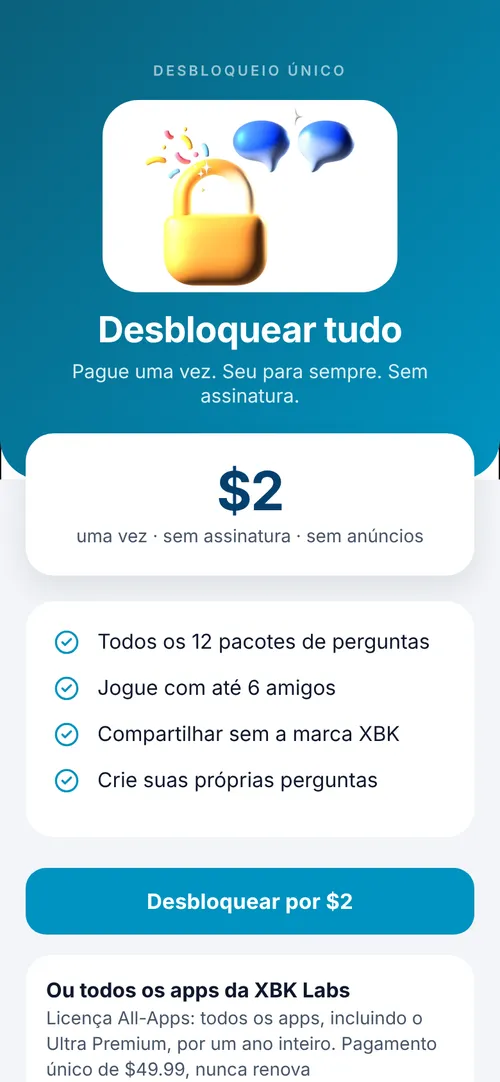 DESBLOQUEIO ÚNICO
Desbloquear tudo
Pague uma vez. Seu para sempre. Sem
assinatura.
$2
uma vez · sem assinatura · sem anúncios
Todos os 12 pacotes de perguntas
Jogue com até 6 amigos
Compartilhar sem a marca XBK
Crie suas próprias perguntas
Desbloquear por $2
Ou todos os apps da XBK Labs
Licença All-Apps: todos os apps, incluindo o
Ultra Premium, por um ano inteiro. Pagamento
único de $49.99, nunca renova